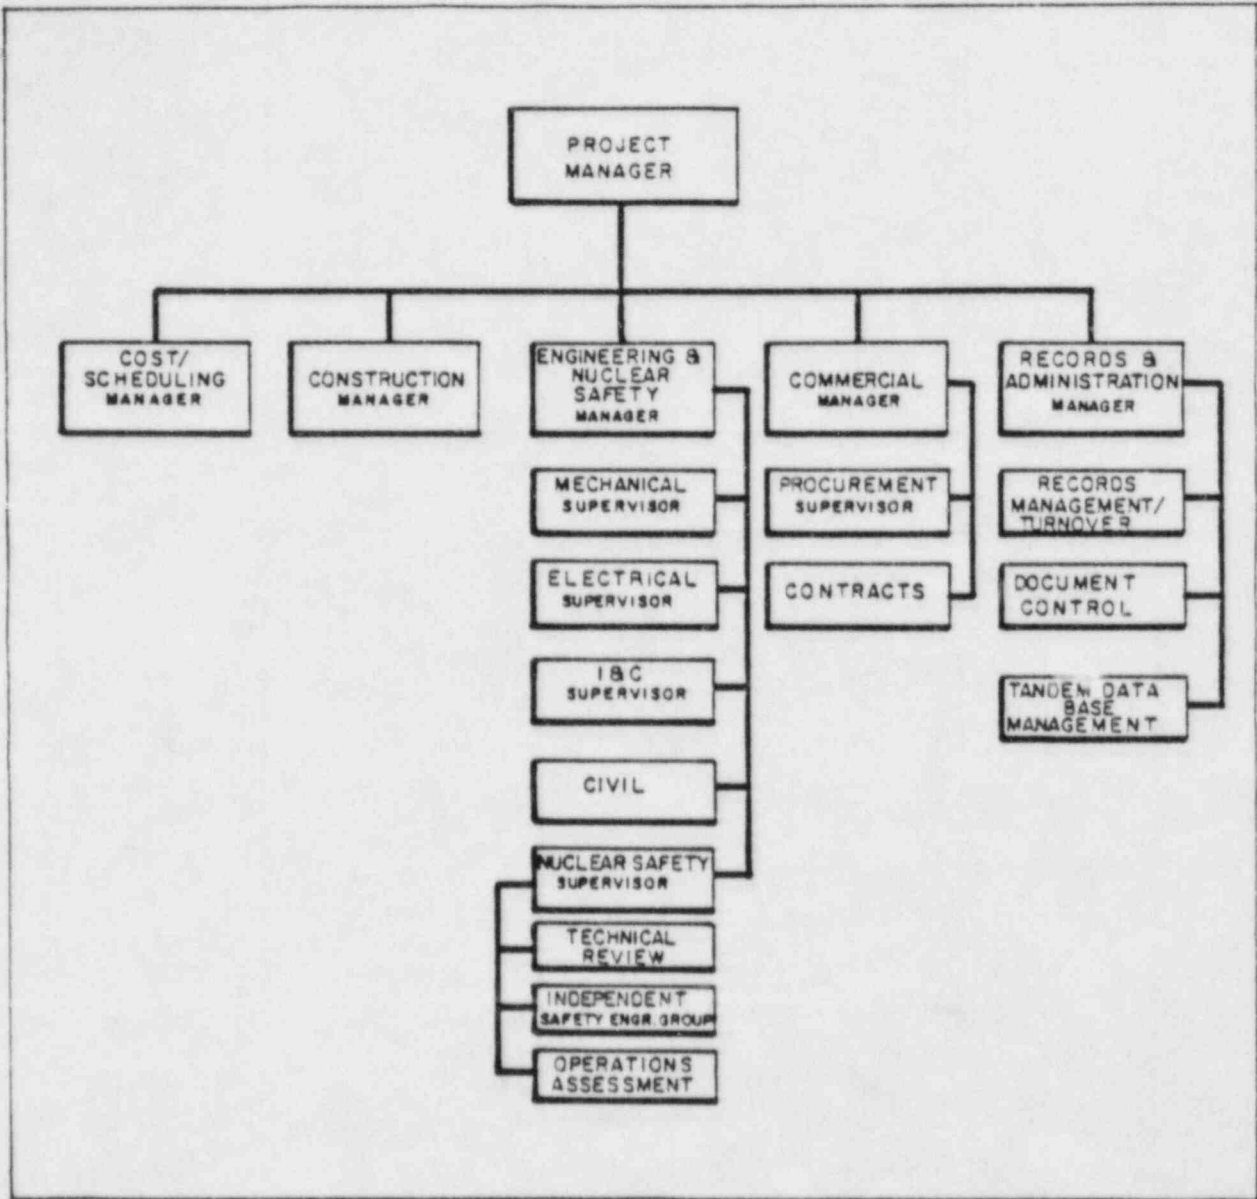 PROJECT
MANAGER
COST/
SCHEDULING
MANAGER
CONSTRUCTION
MANAGER
ENGINEERING &
NUCLEAR
SAFETY
MANAGER
COMMERCIAL
MANAGER
RECORDS &
ADMINISTRATION
MANAGER
MECHANICAL
SUPERVISOR
PROCUREMENT
SUPERVISOR
RECORDS
MANAGEMENT/
TURNOVER
ELECTRICAL
SUPERVISOR
CONTRACTS
DOCUMENT
CONTROL
I&C
SUPERVISOR
TANDEM DATA
BASE
MANAGEMENT
CIVIL
NUCLEAR SAFETY
SUPERVISOR
TECHNICAL
REVIEW
INDEPENDENT
SAFETY ENGR. GROUP
OPERATIONS
ASSESSMENT